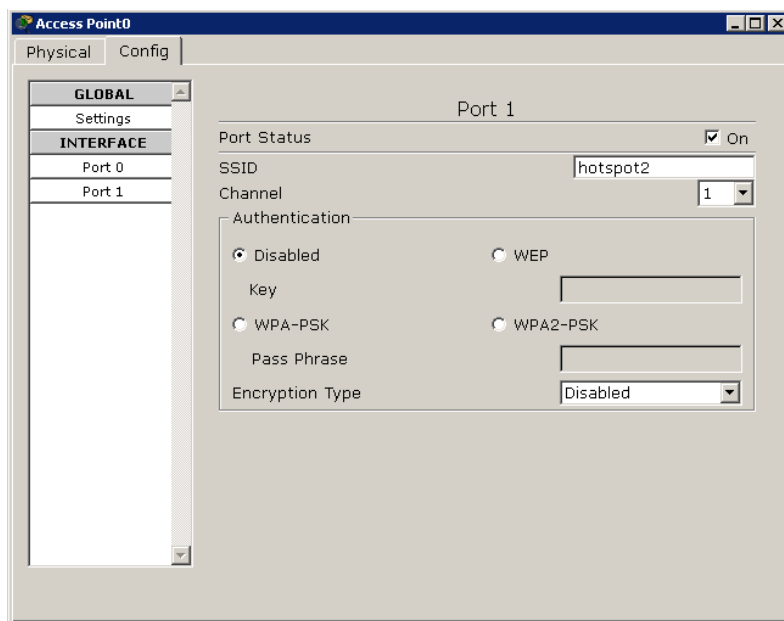 Access Point0
Physical Config
GLOBAL
Settings
INTERFACE
Port 0
Port 1
Port 1
Port Status On
SSID hotspot2
Channel 1
Authentication
Disabled WEP
Key
WPA-PSK WPA2-PSK
Pass Phrase
Encryption Type Disabled